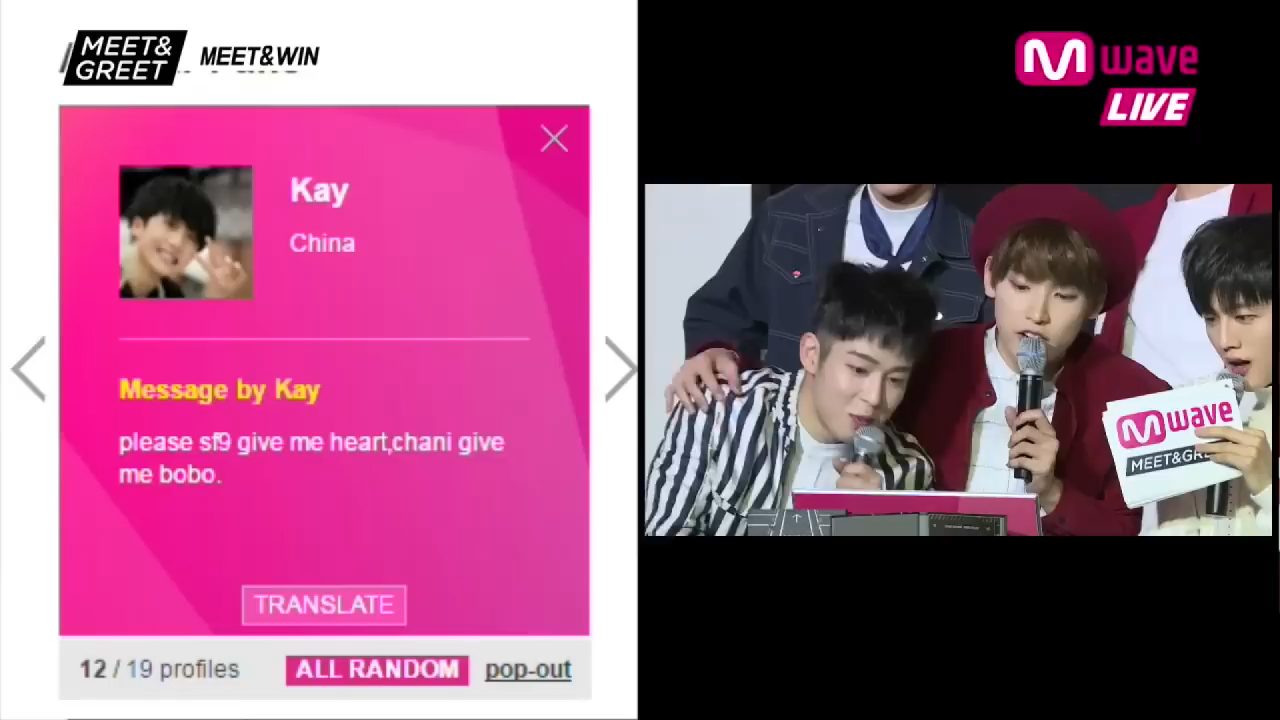 MEET&
GREET
MEET&WIN
Kay
China
Message by Kay
please sf9 give me heart,chani give
me bobo.
TRANSLATE
12 / 19 profiles
ALL RANDOM
pop-out
M wave
LIVE
M wave
MEET&GRE